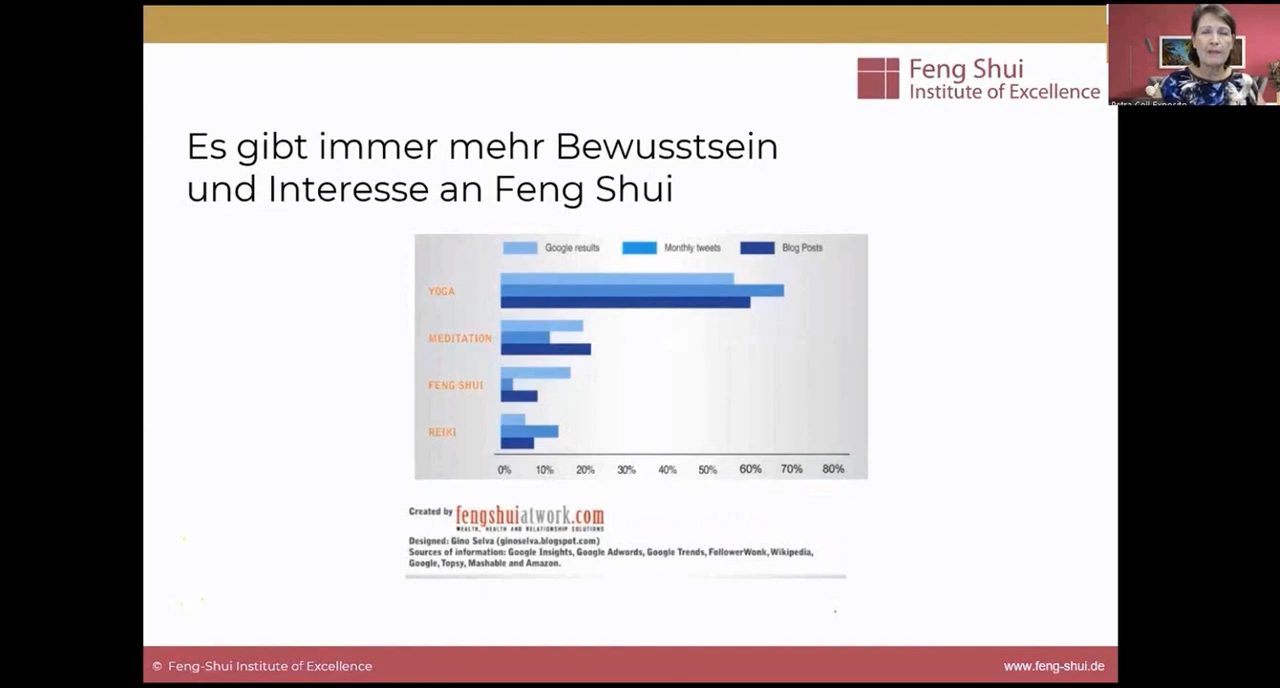 Feng Shui
Institute of Excellence
Es gibt immer mehr Bewusstsein
und Interesse an Feng Shui
Google results Monthly tweets Blog Posts
YOGA
MEDITATION
FENG SHUI
REIKI
0% 10% 20% 30% 40% 50% 60% 70% 80%
Created by fengshuiatwork.com
WEALTH, HEALTH AND RELATIONSHIP SOLUTIONS
Designed: Gino Selva (ginoselva.blogspot.com)
Sources of information: Google Insights, Google Adwords, Google Trends, FollowerWonk, Wikipedia,
Google, Topsy, Mashable and Amazon.
© Feng-Shui Institute of Excellence
www.feng-shui.de